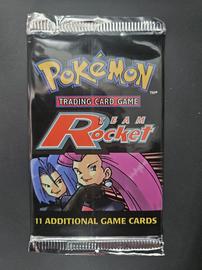 POKéMON
TRADING CARD GAME
TEAM
Rocket
11 ADDITIONAL GAME CARDS